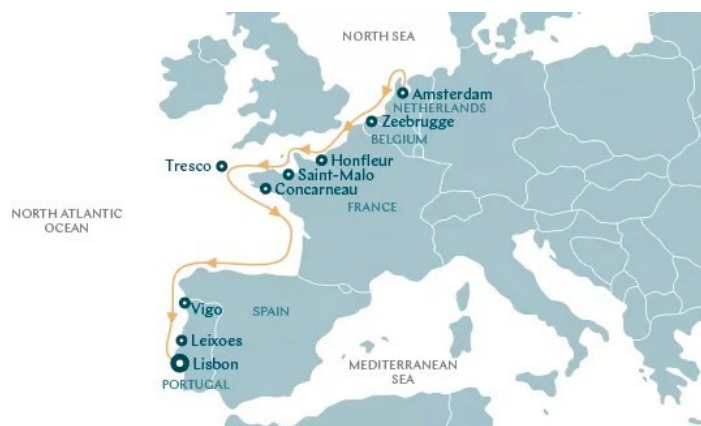 NORTH SEA
Amsterdam
NETHERLANDS
Zeebrugge
BELGIUM
Honfleur
Tresco
Saint-Malo
Concarneau
FRANCE
NORTH ATLANTIC
OCEAN
Vigo
SPAIN
Leixoes
Lisbon
MEDITERRANEAN
SEA
PORTUGAL